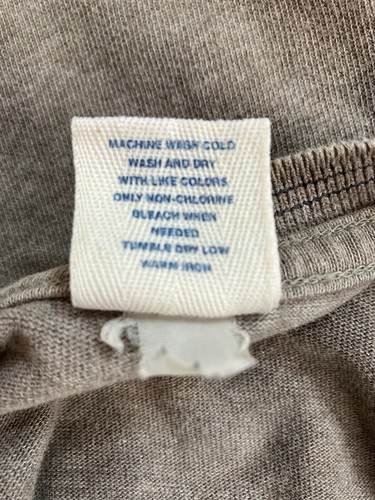 MACHINE WASH COLD
WASH AND DRY
WITH LIKE COLORS
ONLY NON-CHLORINE
BLEACH WHEN
NEEDED
TUMBLE DRY LOW
WARM IRON